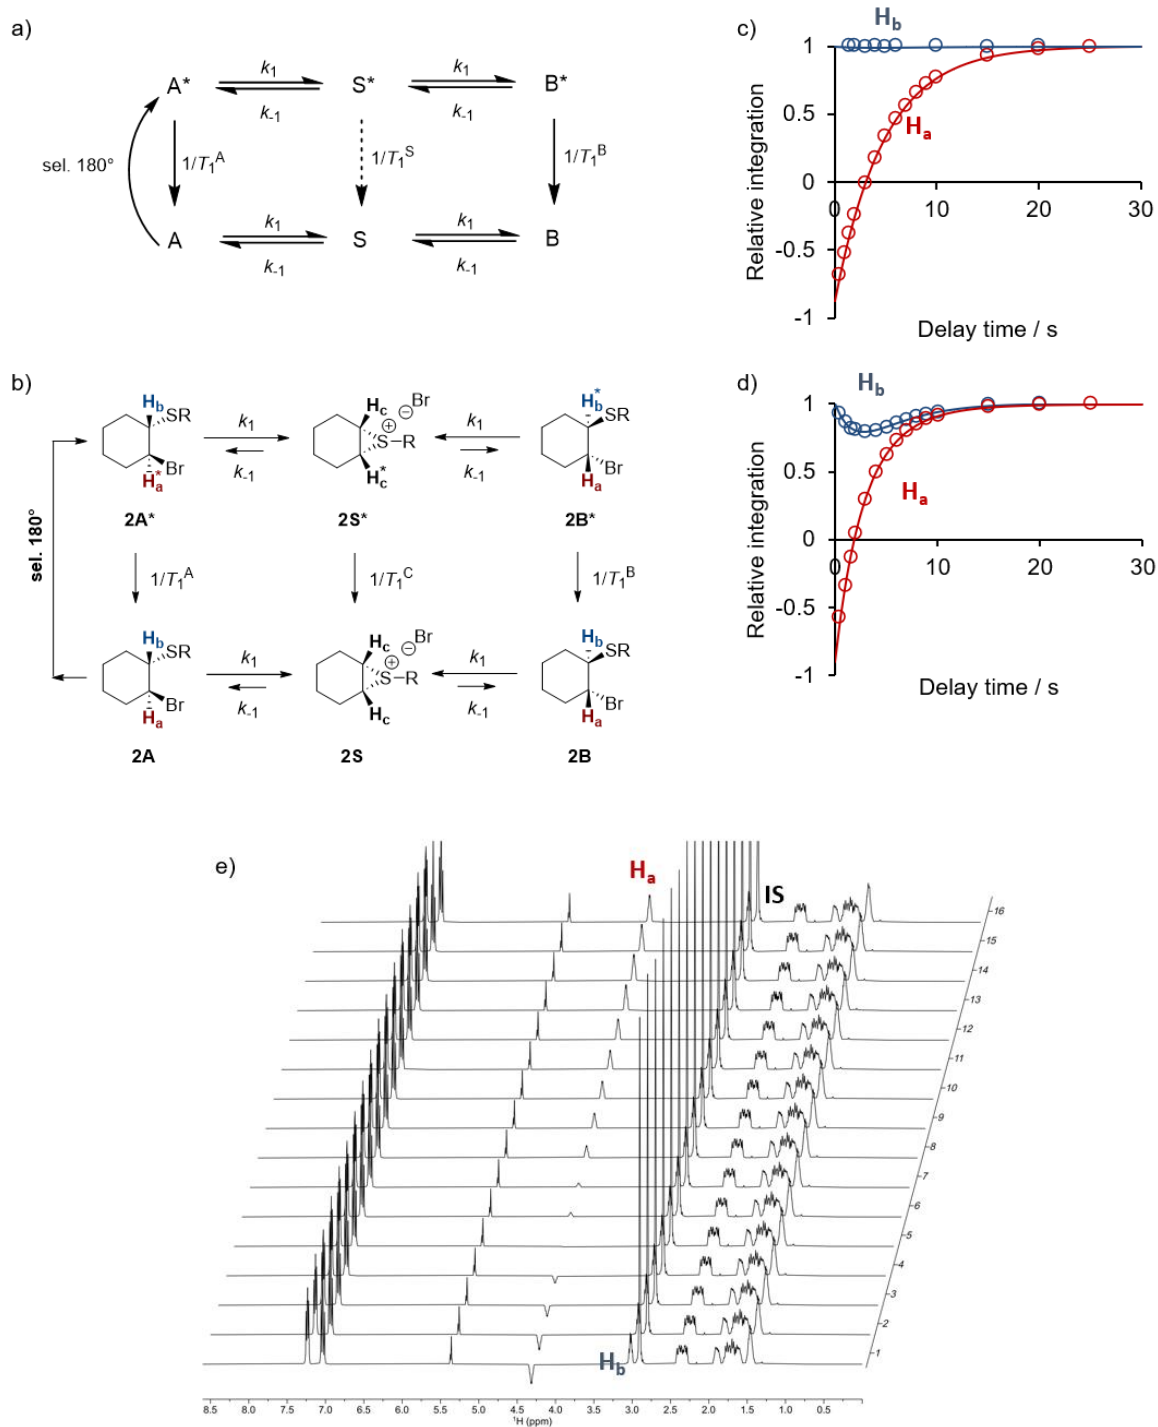 a)
A* k1 k-1 S* k1 k-1 B*
sel. 180° 1/T1A 1/T1S 1/T1B
A k1 k-1 S k1 k-1 B
b)
Hb SR Br Ha*
k1 k-1
Hc ⊕ S–R ⊖ Br Hc*
k1 k-1
Hb* SR Br Ha
2A* 2S* 2B*
sel. 180° 1/T1A 1/T1C 1/T1B
Hb SR Br Ha
k1 k-1
Hc ⊕ S–R ⊖ Br Hc
k1 k-1
Hb SR Br Ha
2A 2S 2B
c)
Hb
Ha
Relative integration
1
0.5
0
-0.5
-1
0 10 20 30
Delay time / s
d)
Hb
Ha
Relative integration
1
0.5
0
-0.5
-1
0 10 20 30
Delay time / s
e)
Ha
IS
Hb
16
15
14
13
12
11
10
9
8
7
6
5
4
3
2
1
8.5 8.0 7.5 7.0 6.5 6.0 5.5 5.0 4.5 4.0 3.5 3.0 2.5 2.0 1.5 1.0 0.5
1H (ppm)